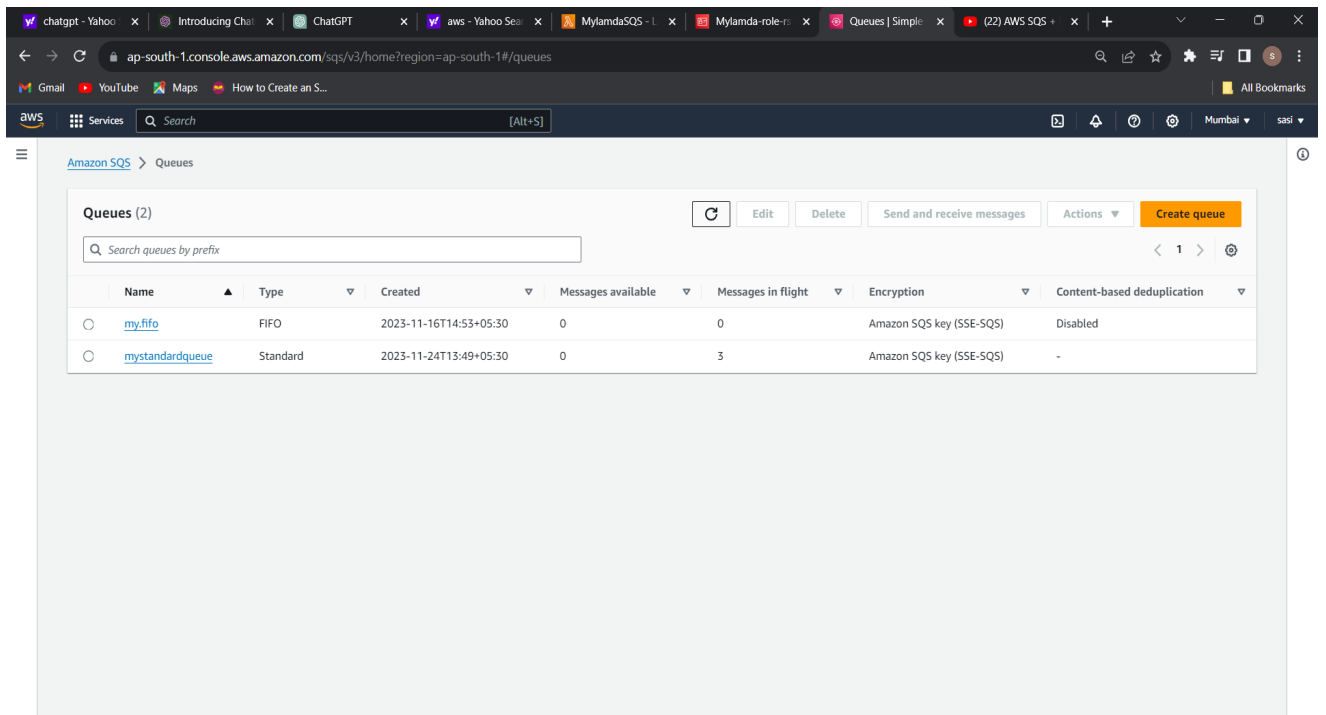 chatgpt - Yahoo Introducing Chat ChatGPT aws - Yahoo Sear MylamdaSQS - L Mylamda-role-rs Queues | Simple (22) AWS SQS +
ap-south-1.console.aws.amazon.com/sqs/v3/home?region=ap-south-1#/queues S
Gmail YouTube Maps How to Create an S... All Bookmarks
aws Services Search [Alt+S] Mumbai sasi
Amazon SQS > Queues
Queues (2) Edit Delete Send and receive messages Actions Create queue
Search queues by prefix < 1 >
Name Type Created Messages available Messages in flight Encryption Content-based deduplication
my.fifo FIFO 2023-11-16T14:53+05:30 0 0 Amazon SQS key (SSE-SQS) Disabled
mystandardqueue Standard 2023-11-24T13:49+05:30 0 3 Amazon SQS key (SSE-SQS) -